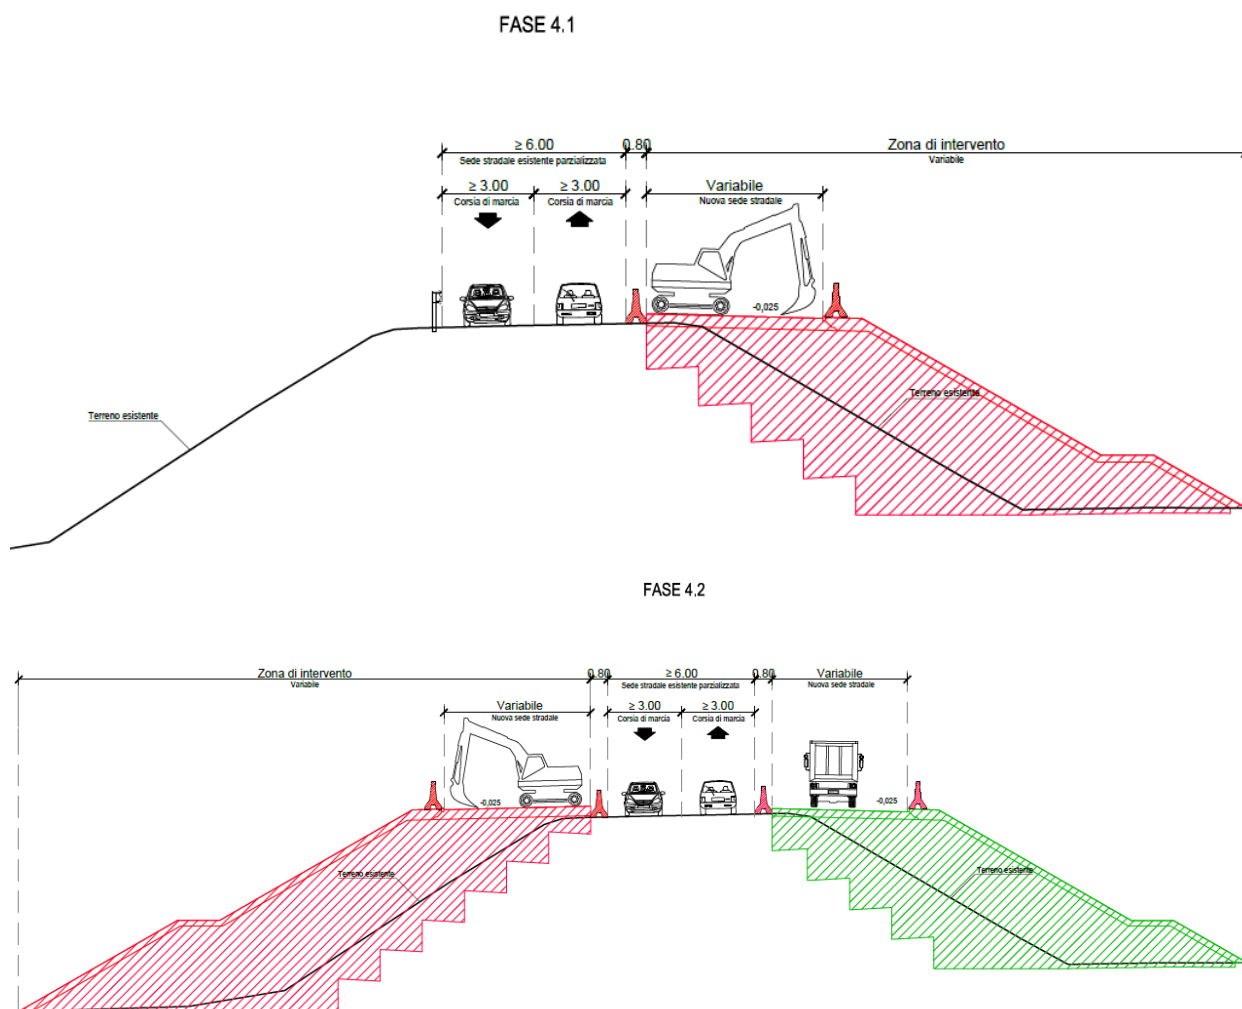 FASE 4.1
≥ 6.00
0.80
Zona di intervento
Sede stradale esistente parzializzata
Variabile
≥ 3.00
≥ 3.00
Variabile
Corsia di marcia
Corsia di marcia
Nuova sede stradale
-0,025
Terreno esistente
Terreno esistente
FASE 4.2
Zona di intervento
0.80
≥ 6.00
0.80
Variabile
Variabile
Sede stradale esistente parzializzata
Nuova sede stradale
Variabile
≥ 3.00
≥ 3.00
Nuova sede stradale
Corsia di marcia
Corsia di marcia
-0,025
-0,025
Terreno esistente
Terreno esistente